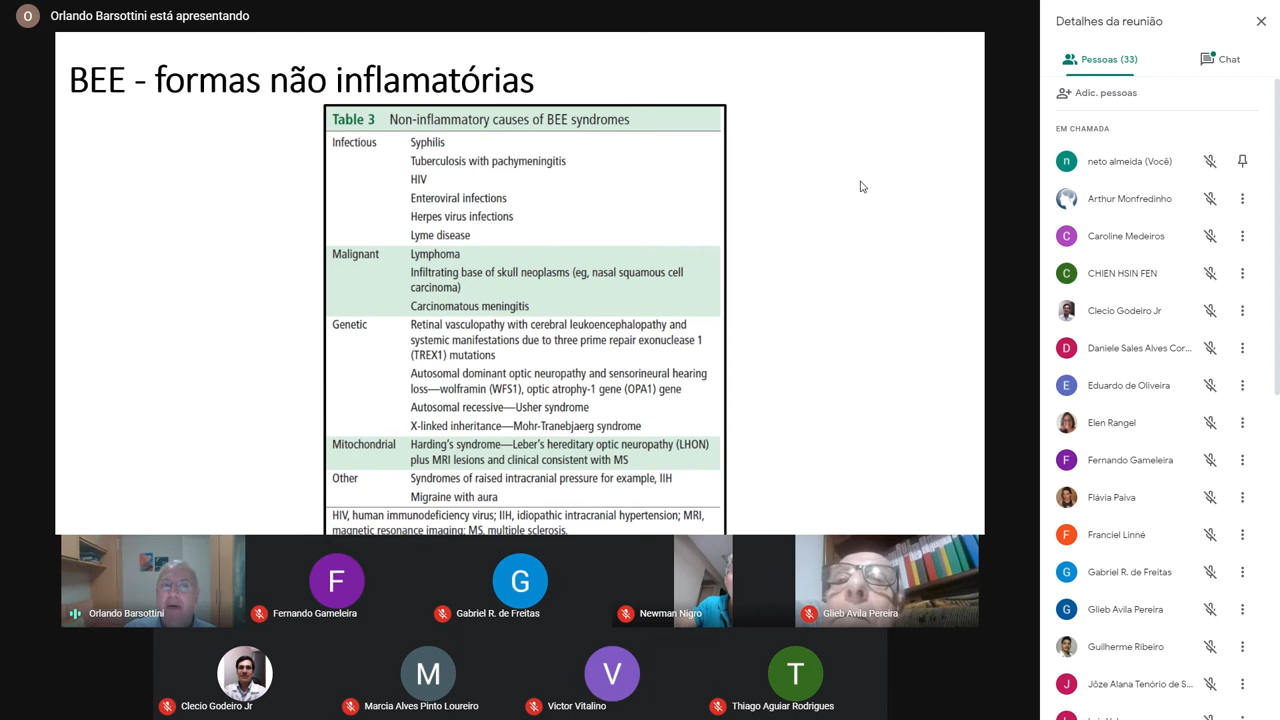 O
Orlando Barsottini está apresentando
BEE - formas não inflamatórias
Table 3 Non-inflammatory causes of BEE syndromes
Infectious Syphilis
Tuberculosis with pachymeningitis
HIV
Enteroviral infections
Herpes virus infections
Lyme disease
Malignant Lymphoma
Infiltrating base of skull neoplasms (eg, nasal squamous cell
carcinoma)
Carcinomatous meningitis
Genetic Retinal vasculopathy with cerebral leukoencephalopathy and
systemic manifestations due to three prime repair exonuclease 1
(TREX1) mutations
Autosomal dominant optic neuropathy and sensorineural hearing
loss—wolframin (WFS1), optic atrophy-1 gene (OPA1) gene
Autosomal recessive—Usher syndrome
X-linked inheritance—Mohr-Tranebjaerg syndrome
Mitochondrial Harding's syndrome—Leber's hereditary optic neuropathy (LHON)
plus MRI lesions and clinical consistent with MS
Other Syndromes of raised intracranial pressure for example, IIH
Migraine with aura
HIV, human immunodeficiency virus; IIH, idiopathic intracranial hypertension; MRI,
magnetic resonance imaging; MS, multiple sclerosis.
Orlando Barsottini
F
Fernando Gameleira
G
Gabriel R. de Freitas
Newman Nigro
Glieb Avila Pereira
Clecio Godeiro Jr
M
Marcia Alves Pinto Loureiro
V
Victor Vitalino
T
Thiago Aguiar Rodrigues
Detalhes da reunião
Pessoas (33)
Chat
Adic. pessoas
EM CHAMADA
n neto almeida (Você)
Arthur Monfredinho
C Caroline Medeiros
C CHIEN HSIN FEN
Clecio Godeiro Jr
D Daniele Sales Alves Cor...
E Eduardo de Oliveira
Elen Rangel
F Fernando Gameleira
Flávia Paiva
F Franciel Linné
G Gabriel R. de Freitas
G Glieb Avila Pereira
Guilherme Ribeiro
J Jôze Alana Tenório de S...